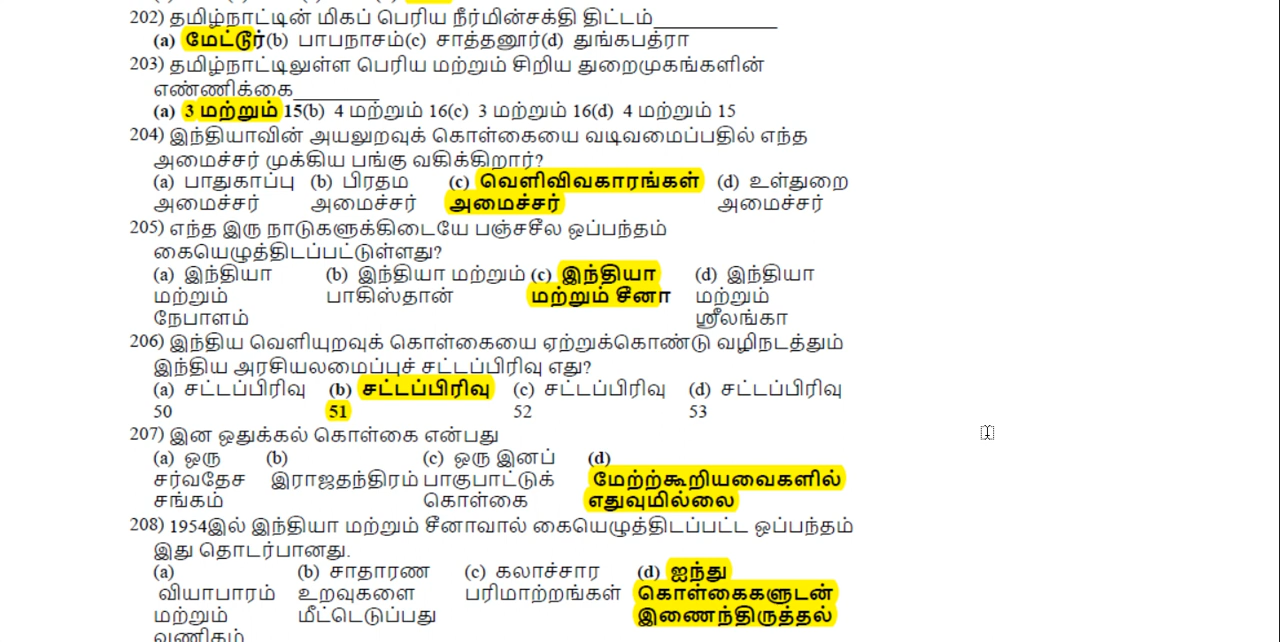 202) தமிழ்நாட்டின் மிகப் பெரிய நீர்மின்சக்தி திட்டம்______________
(a) மேட்டூர்(b) பாபநாசம்(c) சாத்தனூர்(d) துங்கபத்ரா
203) தமிழ்நாட்டிலுள்ள பெரிய மற்றும் சிறிய துறைமுகங்களின்
எண்ணிக்கை_________
(a) 3 மற்றும் 15(b) 4 மற்றும் 16(c) 3 மற்றும் 16(d) 4 மற்றும் 15
204) இந்தியாவின் அயலுறவுக் கொள்கையை வடிவமைப்பதில் எந்த
அமைச்சர் முக்கிய பங்கு வகிக்கிறார்?
(a) பாதுகாப்பு (b) பிரதம (c) வெளிவிவகாரங்கள் (d) உள்துறை
அமைச்சர் அமைச்சர் அமைச்சர் அமைச்சர்
205) எந்த இரு நாடுகளுக்கிடையே பஞ்சசீல ஒப்பந்தம்
கையெழுத்திடப்பட்டுள்ளது?
(a) இந்தியா (b) இந்தியா மற்றும் (c) இந்தியா (d) இந்தியா
மற்றும் பாகிஸ்தான் மற்றும் சீனா மற்றும்
நேபாளம் ஸ்ரீலங்கா
206) இந்திய வெளியுறவுக் கொள்கையை ஏற்றுக்கொண்டு வழிநடத்தும்
இந்திய அரசியலமைப்புச் சட்டப்பிரிவு எது?
(a) சட்டப்பிரிவு (b) சட்டப்பிரிவு (c) சட்டப்பிரிவு (d) சட்டப்பிரிவு
50 51 52 53
207) இன ஒதுக்கல் கொள்கை என்பது
(a) ஒரு (b) (c) ஒரு இனப் (d)
சர்வதேச இராஜதந்திரம் பாகுபாட்டுக் மேற்ற்கூறியவைகளில்
சங்கம் கொள்கை எதுவுமில்லை
208) 1954இல் இந்தியா மற்றும் சீனாவால் கையெழுத்திடப்பட்ட ஒப்பந்தம்
இது தொடர்பானது.
(a) (b) சாதாரண (c) கலாச்சார (d) ஐந்து
வியாபாரம் உறவுகளை பரிமாற்றங்கள் கொள்கைகளுடன்
மற்றும் மீட்டெடுப்பது இணைந்திருத்தல்
வணிகம்